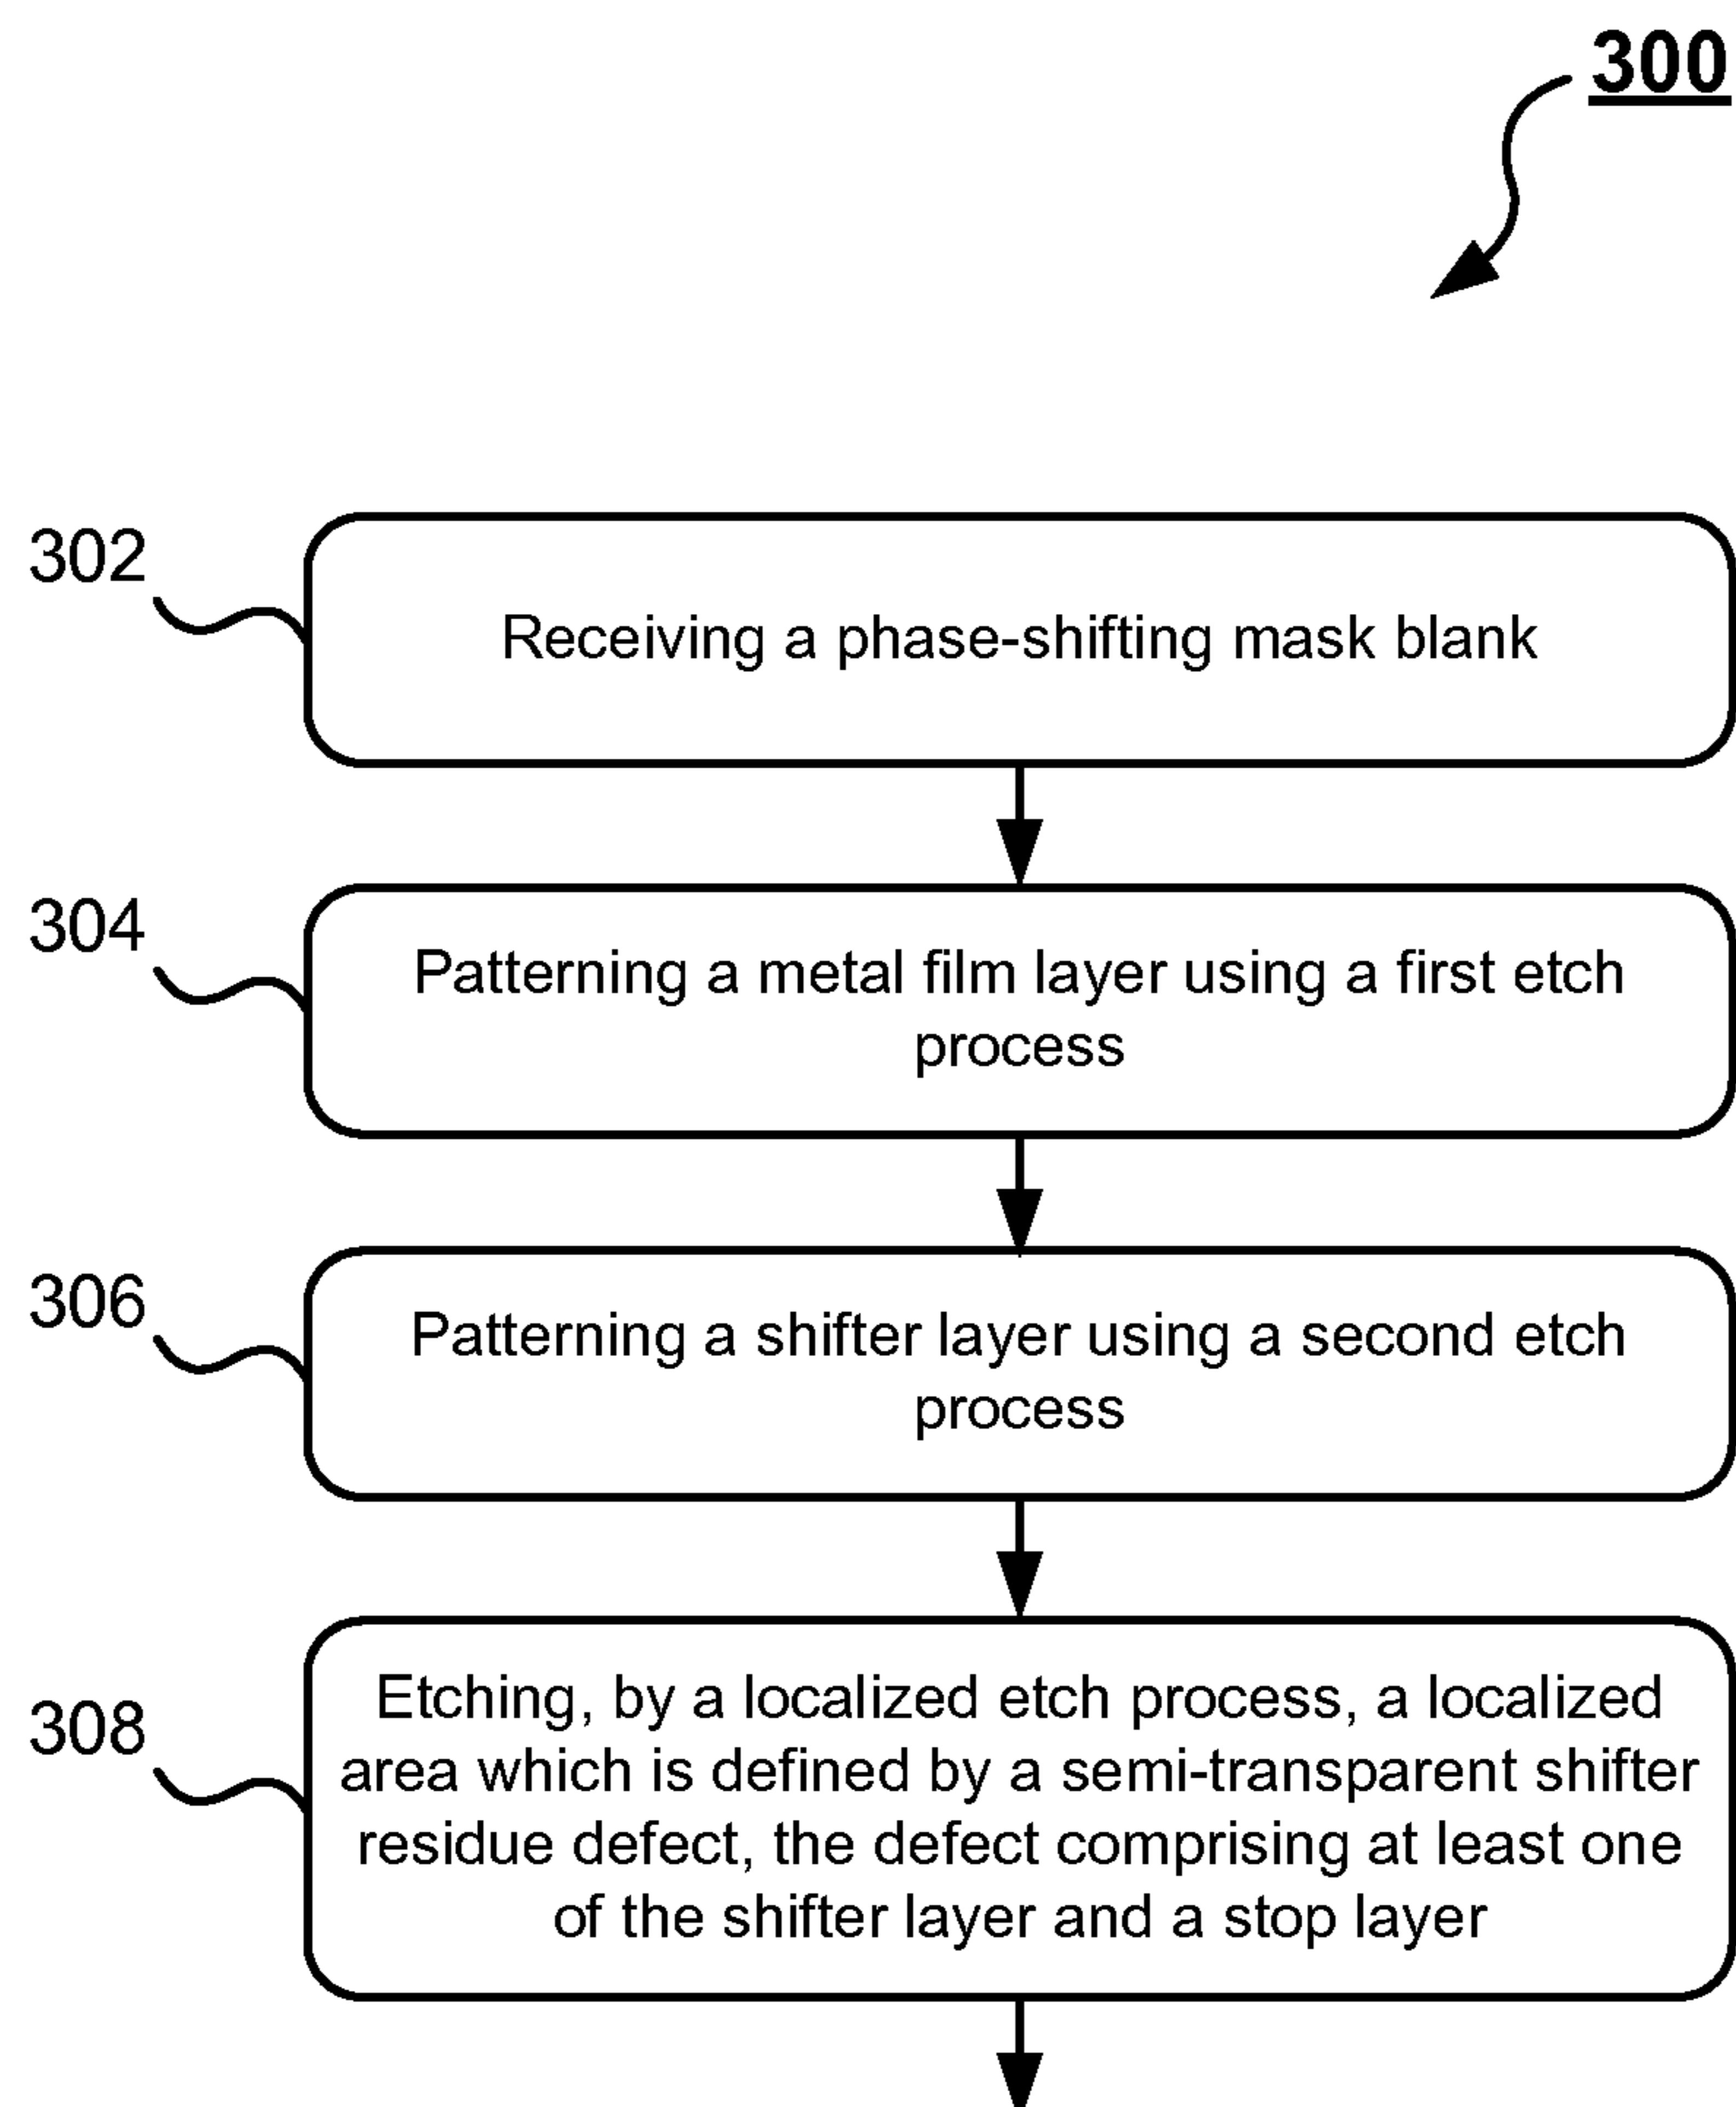 300
302
Receiving a phase-shifting mask blank
304
Patterning a metal film layer using a first etch
process
306
Patterning a shifter layer using a second etch
process
308
Etching, by a localized etch process, a localized
area which is defined by a semi-transparent shifter
residue defect, the defect comprising at least one
of the shifter layer and a stop layer